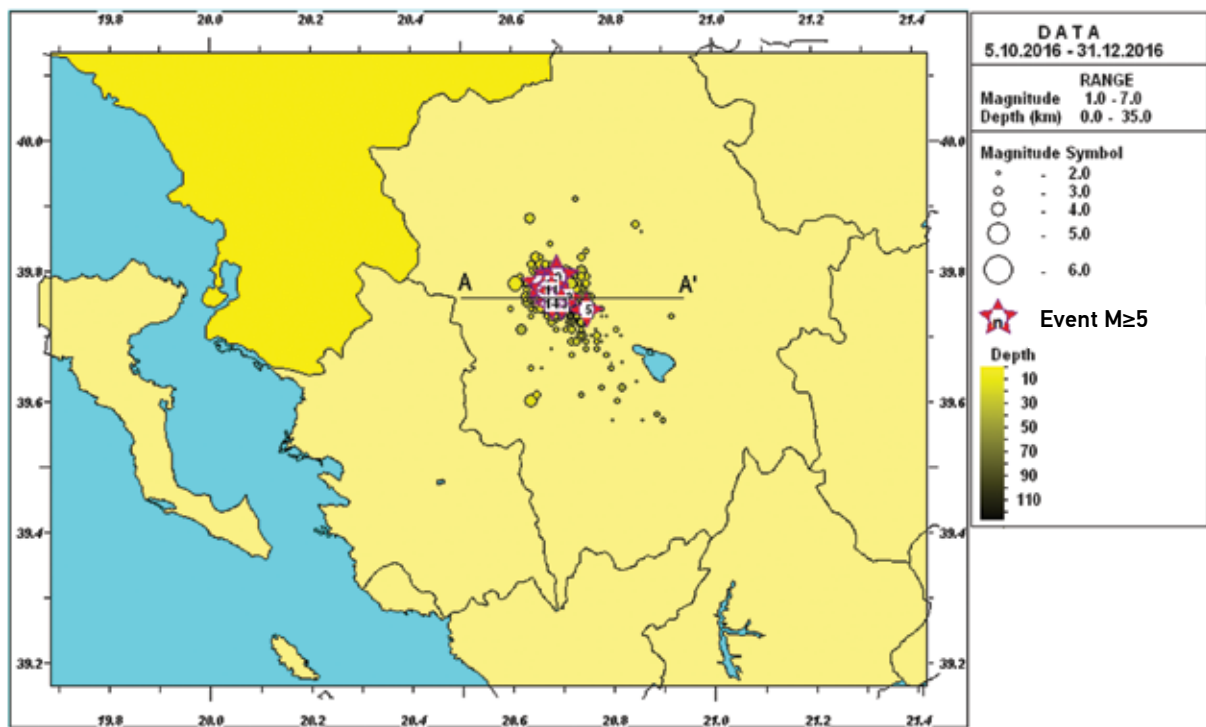 19.8 20.0 20.2 20.4 20.6 20.8 21.0 21.2 21.4
D A T A
5.10.2016 - 31.12.2016
RANGE
Magnitude 1.0 - 7.0
Depth (km) 0.0 - 35.0
40.0 40.0
Magnitude Symbol
- 2.0
- 3.0
- 4.0
- 5.0
- 6.0
39.8 39.8
A A'
5
n Event M≥5
Depth
10
30
50
70
90
110
39.6 39.6
39.4 39.4
39.2 39.2
19.8 20.0 20.2 20.4 20.6 20.8 21.0 21.2 21.4